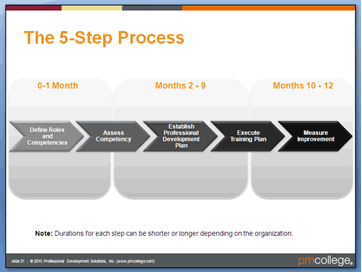 The 5-Step Process
0-1 Month
Months 2 - 9
Months 10 - 12
Define Roles
and
Competencies
Assess
Competency
Establish
Professional
Development
Plan
Execute
Training Plan
Measure
Improvement
Note: Durations for each step can be shorter or longer depending on the organization.
slide 21 | © 2010 Professional Development Solutions, Inc. (www.pmcollege.com)
pmcollege